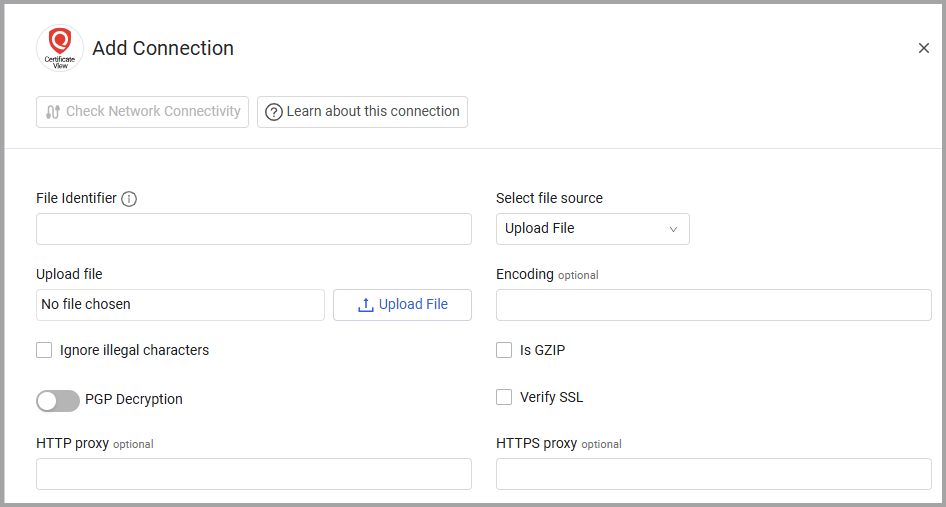 Certificate
View
Add Connection
Check Network Connectivity
Learn about this connection
File Identifier
Select file source
Upload File
Upload file
Encoding optional
No file chosen
Upload File
Ignore illegal characters
Is GZIP
PGP Decryption
Verify SSL
HTTP proxy optional
HTTPS proxy optional